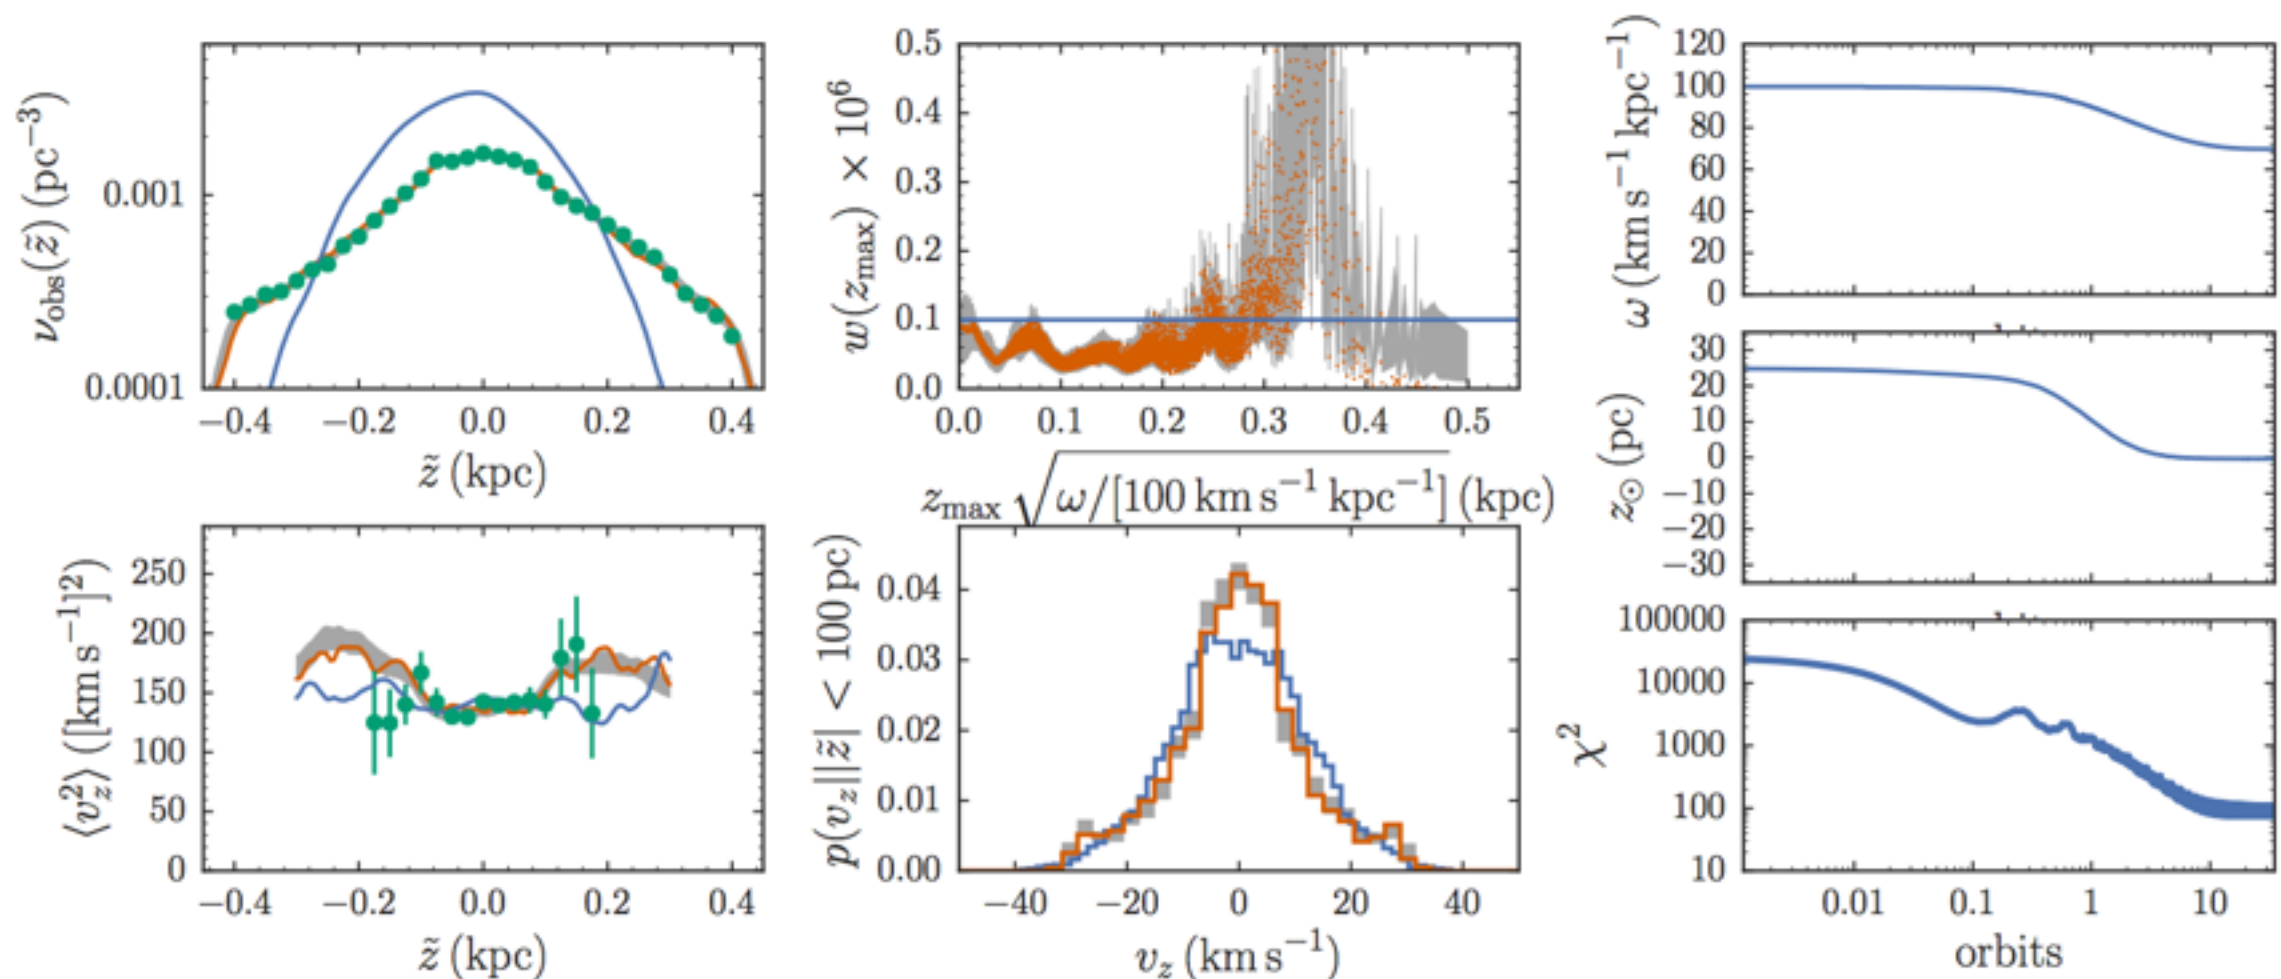 ν_obs(z̃) (pc⁻³)
0.001
0.0001
−0.4 −0.2 0.0 0.2 0.4
z̃ (kpc)
w(z_max) × 10⁶
0.5
0.4
0.3
0.2
0.1
0.0
0.0 0.1 0.2 0.3 0.4 0.5
z_max √ω/[100 km s⁻¹ kpc⁻¹] (kpc)
ω (km s⁻¹ kpc⁻¹)
120
100
80
60
40
20
0
z_⊙ (pc)
30
20
10
0
−10
−20
−30
⟨v_z²⟩ ([km s⁻¹]²)
250
200
150
100
50
0
−0.4 −0.2 0.0 0.2 0.4
z̃ (kpc)
p(v_z||z̃| < 100 pc)
0.04
0.03
0.02
0.01
0.00
−40 −20 0 20 40
v_z (km s⁻¹)
χ²
100000
10000
1000
100
10
0.01 0.1 1 10
orbits